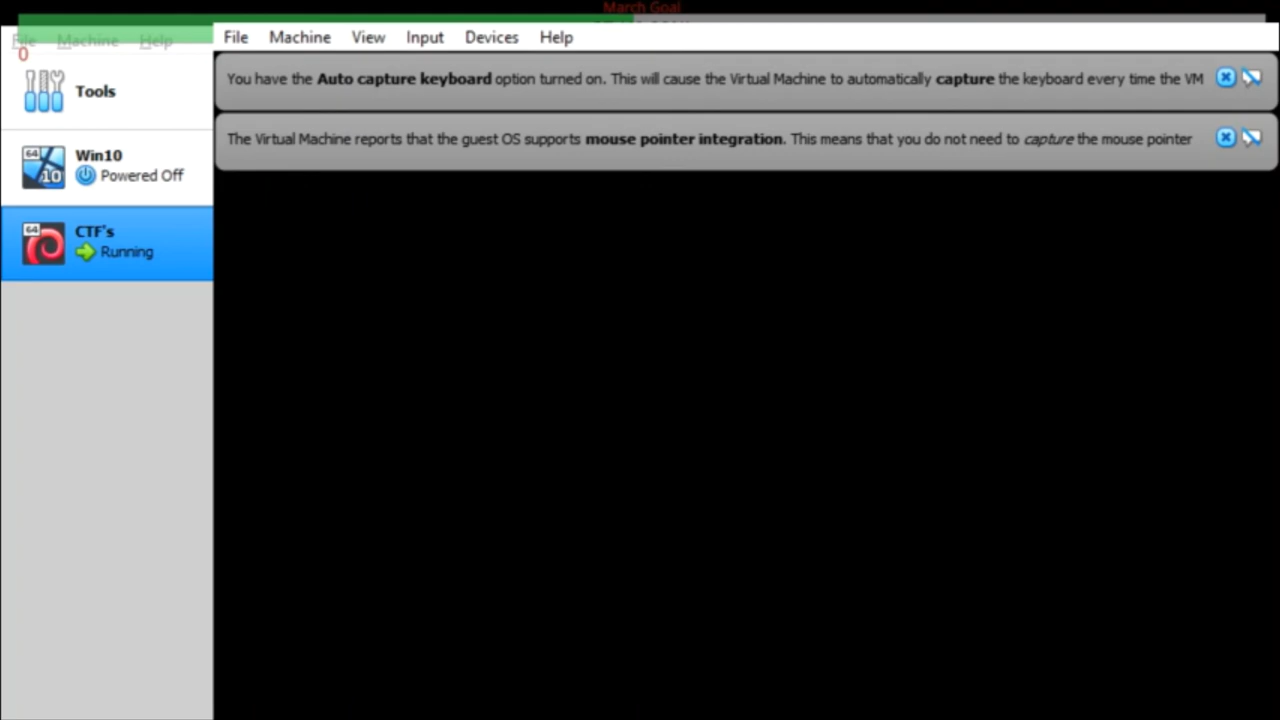 March Goal
File Machine Help
0
File Machine View Input Devices Help
Tools
64
10
Win10
Powered Off
64
CTF's
Running
You have the Auto capture keyboard option turned on. This will cause the Virtual Machine to automatically capture the keyboard every time the VM
The Virtual Machine reports that the guest OS supports mouse pointer integration. This means that you do not need to capture the mouse pointer